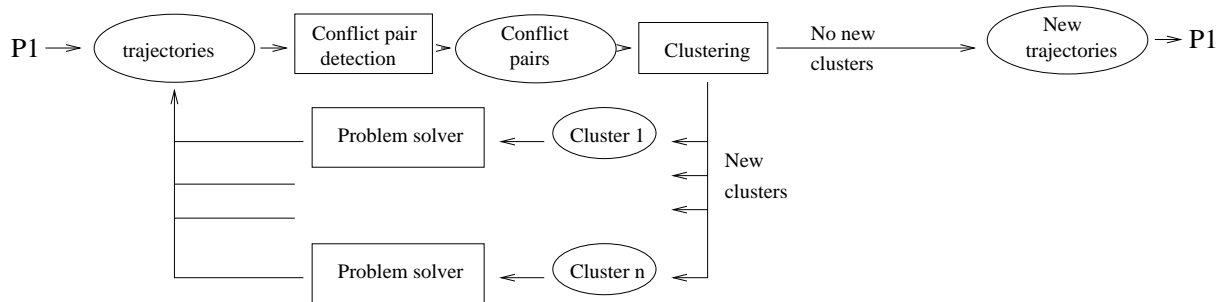 P1
trajectories
Conflict pair
detection
Conflict
pairs
Clustering
No new
clusters
New
trajectories
P1
Problem solver
Cluster 1
New
clusters
Problem solver
Cluster n